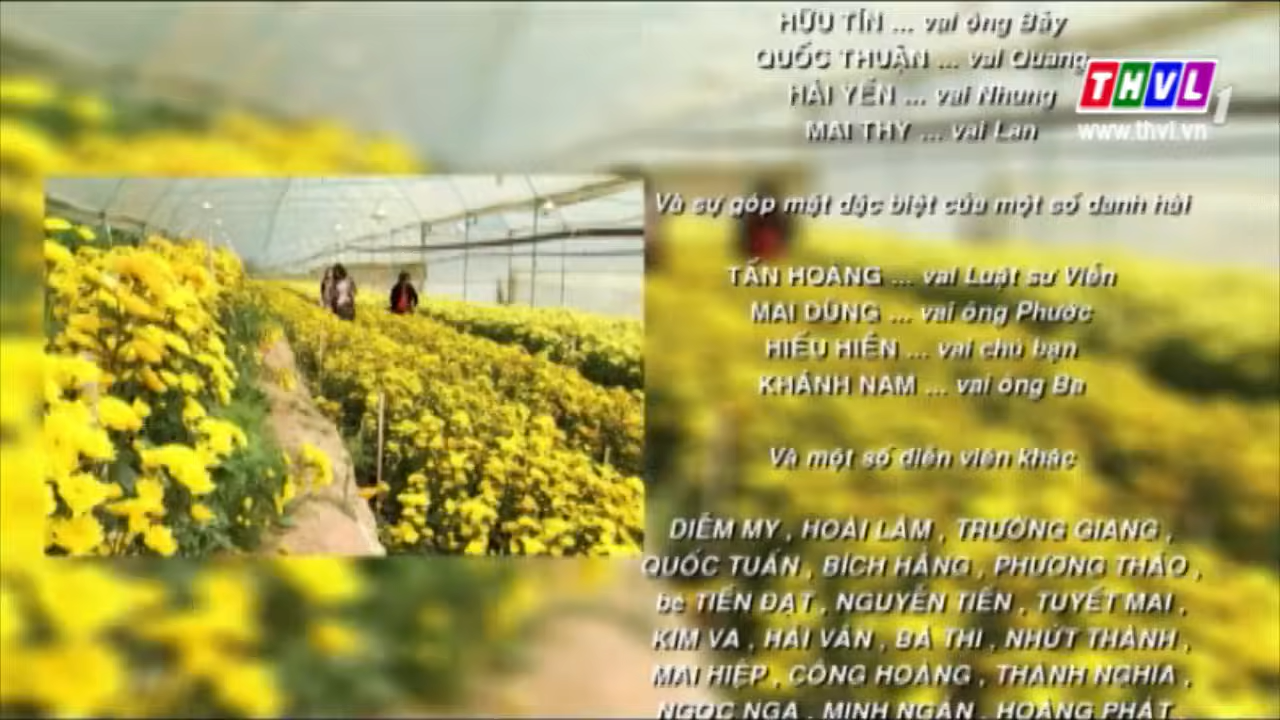 HỮU TÍN ... vai ông Bảy
QUỐC THUẬN ... vai Quang
HẢI YẾN ... vai Nhung
MAI THY ... vai Lan
THVL1
www.thvl.vn
Và sự góp mặt đặc biệt của một số danh hài
TẤN HOÀNG ... vai Luật sư Viễn
MAI DŨNG ... vai ông Phước
HIẾU HIỀN ... vai chú bạn
KHÁNH NAM ... vai ông Ba
Và một số diễn viên khác
DIỄM MY , HOÀI LÂM , TRƯỜNG GIANG ,
QUỐC TUẤN , BÍCH HẰNG , PHƯƠNG THẢO ,
bé TIẾN ĐẠT , NGUYỄN TIẾN , TUYẾT MAI ,
KIM VA , HẢI VÂN , BÁ THI , NHỨT THÀNH ,
MAI HIỆP , CÔNG HOÀNG , THÀNH NGHĨA ,
NGỌC NGA , MINH NGÂN , HOÀNG PHÁT